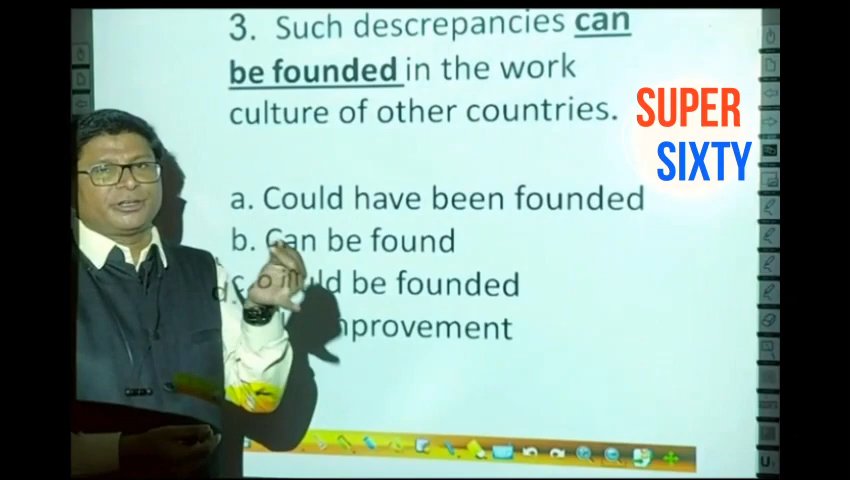 3. Such descrepancies can
be founded in the work
culture of other countries.
SUPER
SIXTY
a. Could have been founded
b. Can be found
be founded